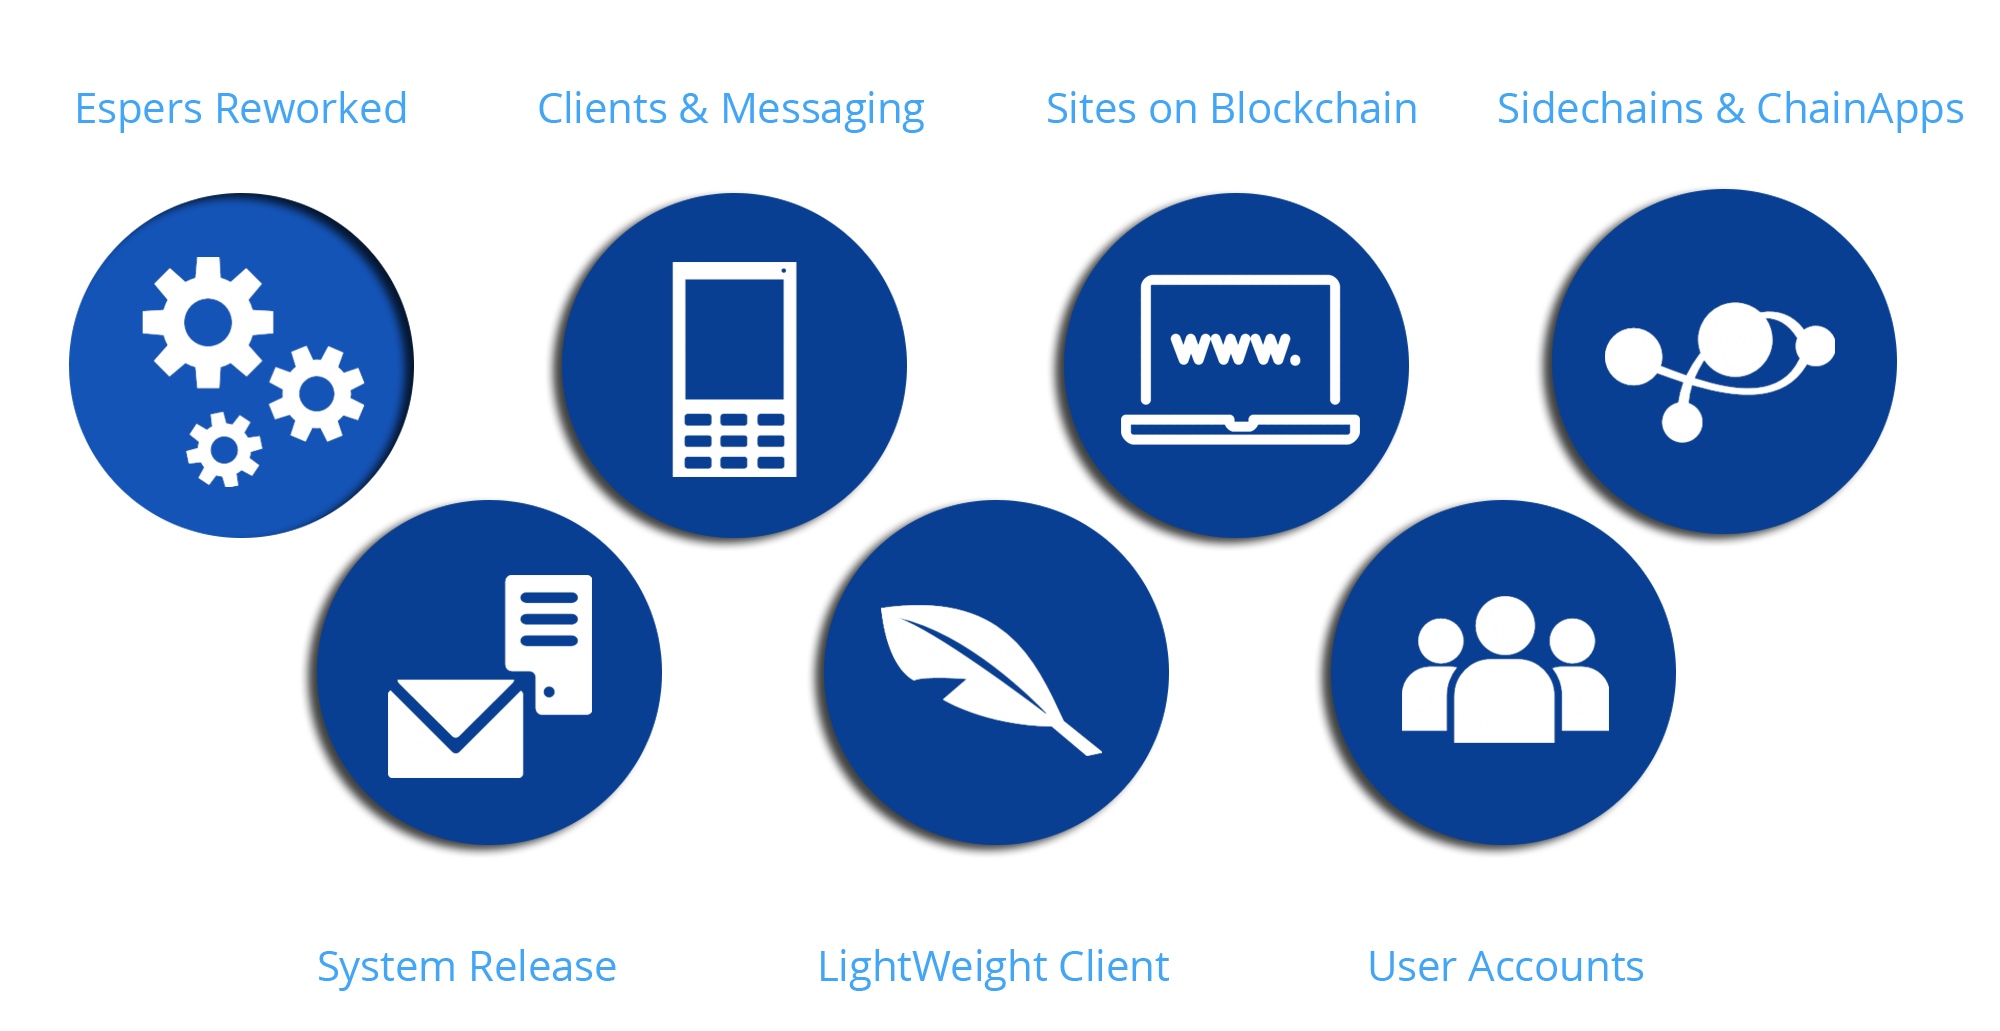 Espers Reworked
Clients & Messaging
Sites on Blockchain
Sidechains & ChainApps
www.
System Release
LightWeight Client
User Accounts